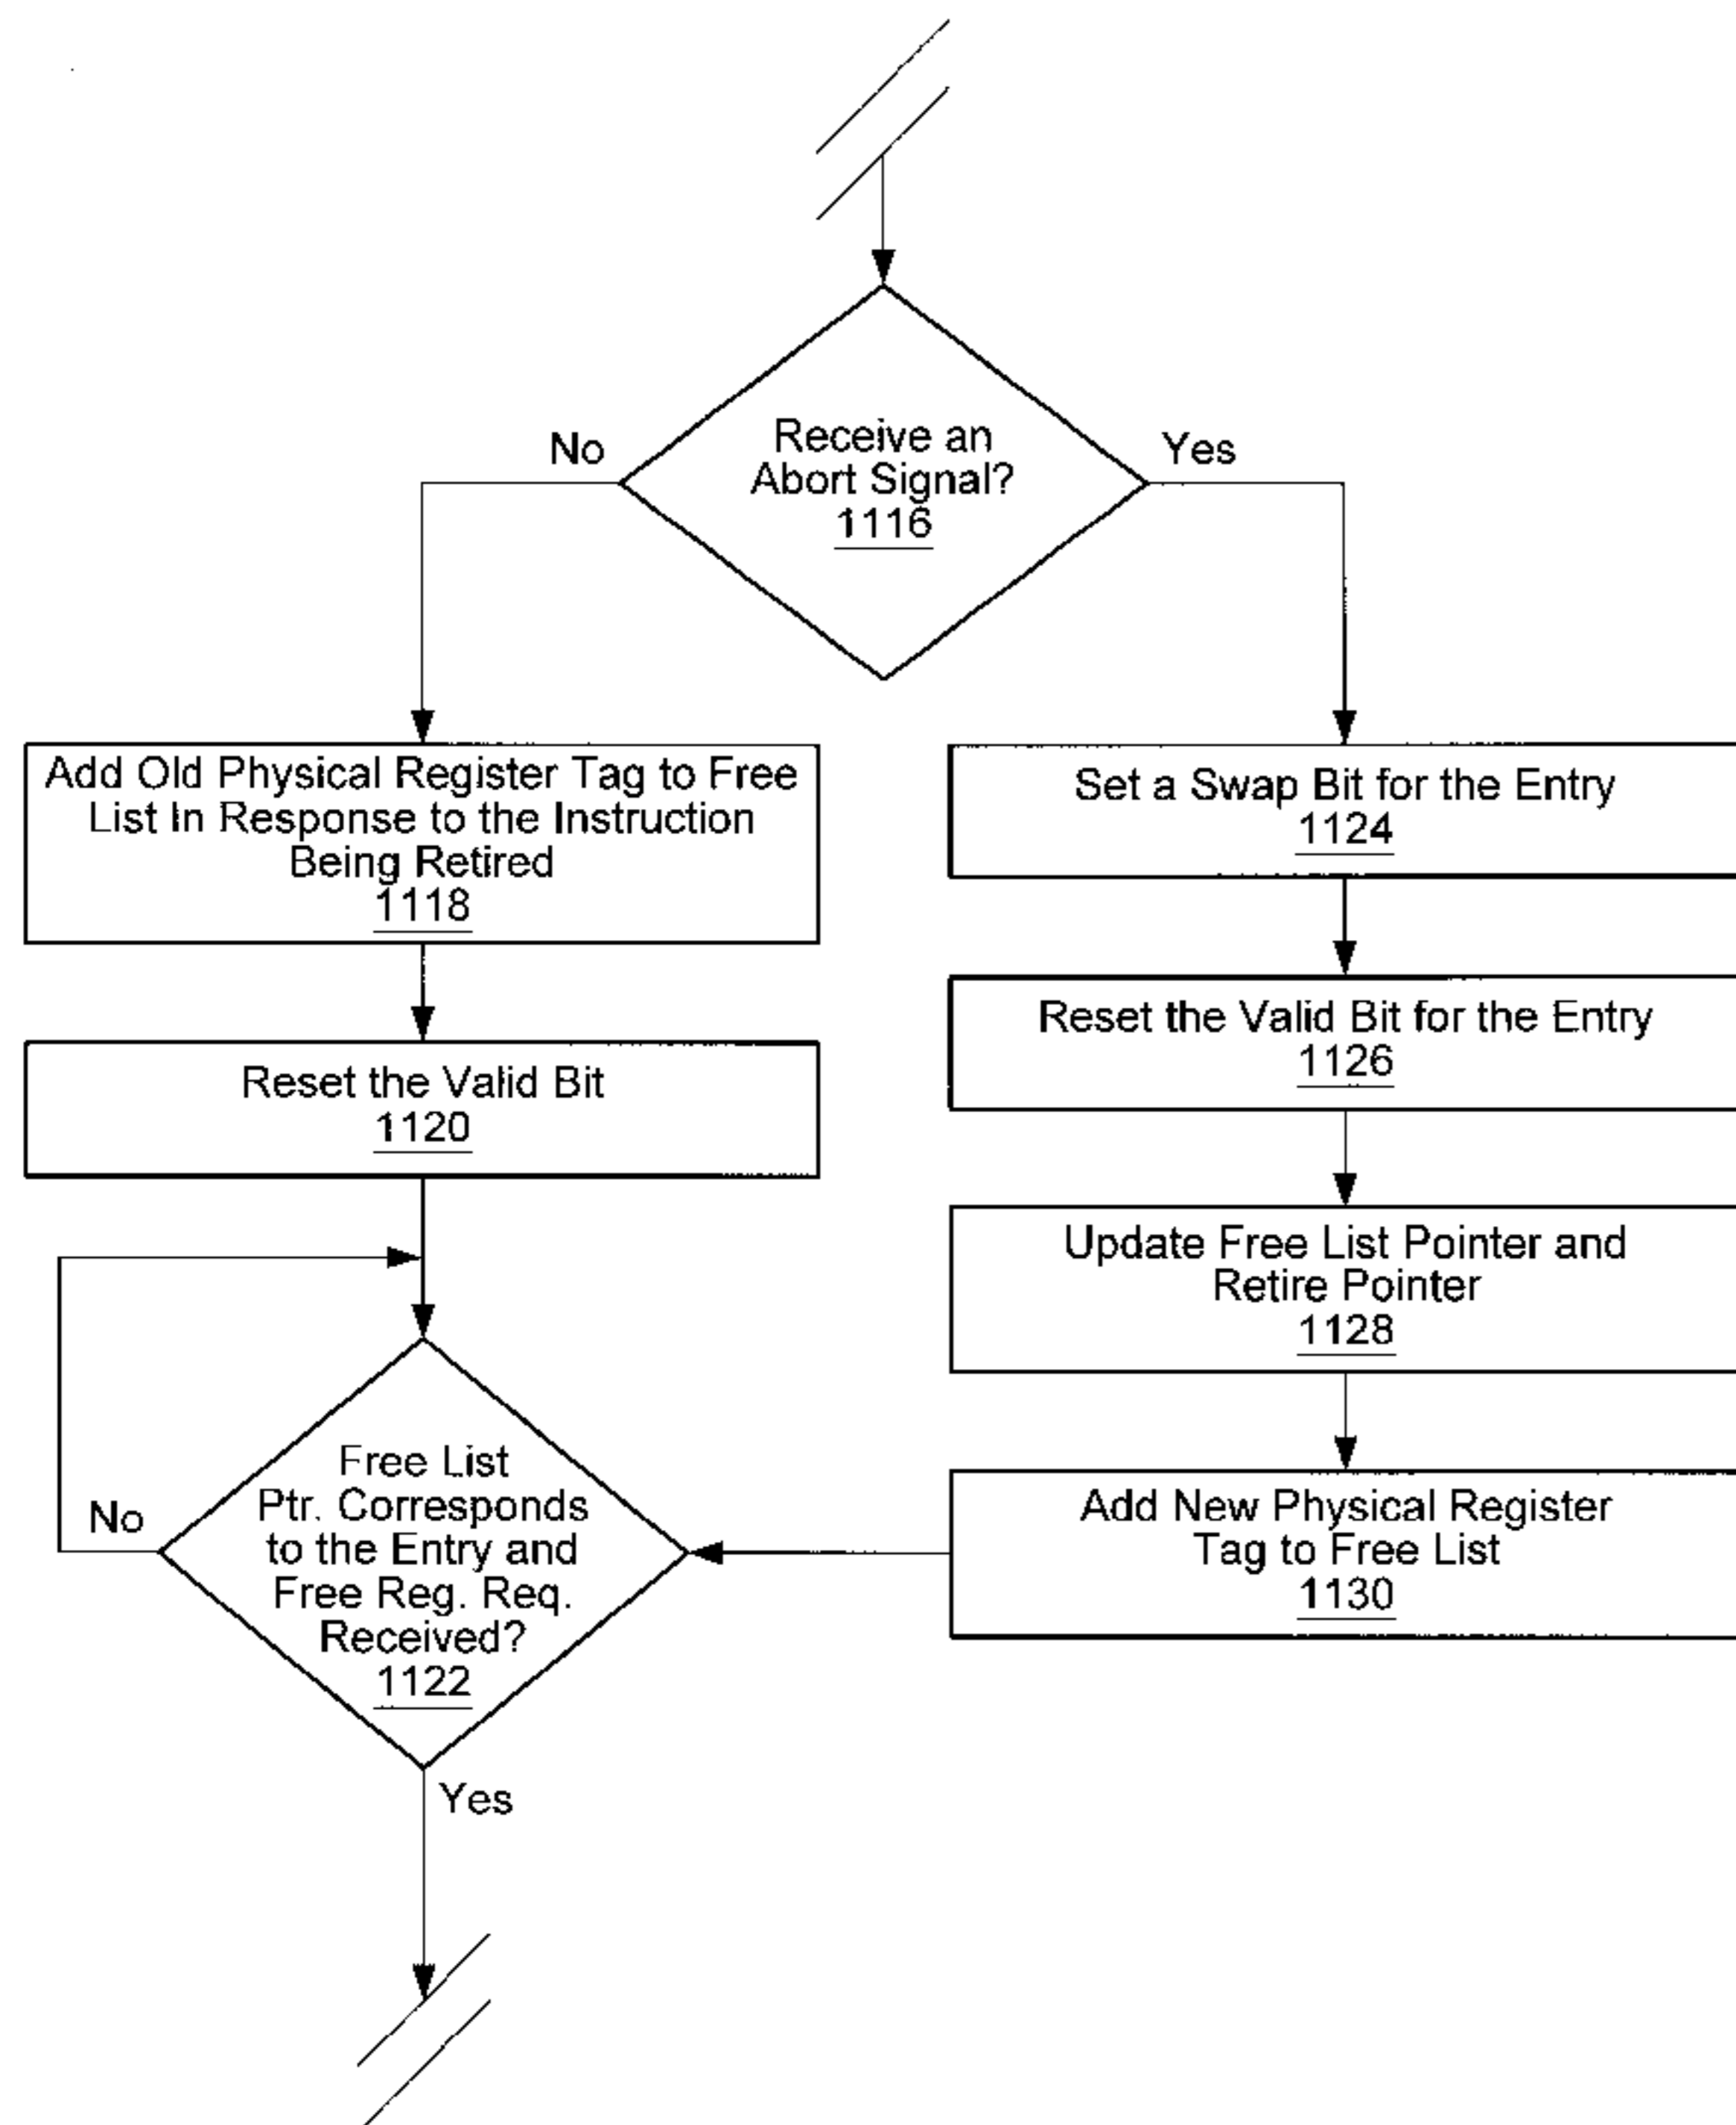 Receive an
Abort Signal?
1116
No
Yes
Add Old Physical Register Tag to Free
List In Response to the Instruction
Being Retired
1118
Reset the Valid Bit
1120
Free List
Ptr. Corresponds
to the Entry and
Free Reg. Req.
Received?
1122
No
Yes
Set a Swap Bit for the Entry
1124
Reset the Valid Bit for the Entry
1126
Update Free List Pointer and
Retire Pointer
1128
Add New Physical Register
Tag to Free List
1130